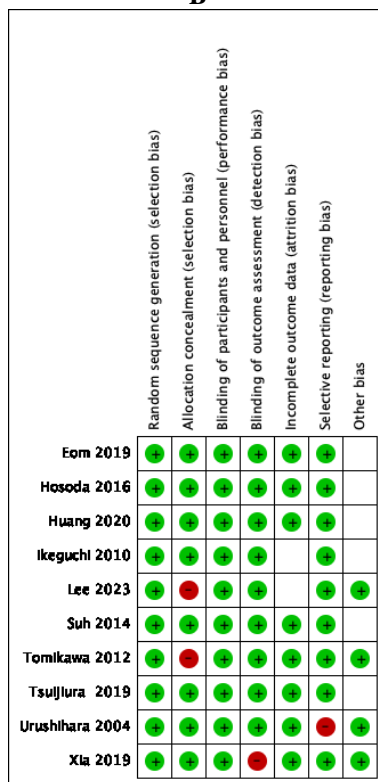 B
Random sequence generation (selection bias)
Allocation concealment (selection bias)
Blinding of participants and personnel (performance bias)
Blinding of outcome assessment (detection bias)
Incomplete outcome data (attrition bias)
Selective reporting (reporting bias)
Other bias
Eom 2019 + + + + + +
Hosoda 2016 + + + + + +
Huang 2020 + + + + + +
Ikeguchi 2010 + + + + +
Lee 2023 + - + + + +
Suh 2014 + + + + + +
Tomikawa 2012 + - + + + + +
Tsuijiura 2019 + + + + + +
Urushihara 2004 + + + + + - +
Xia 2019 + + + - + + +